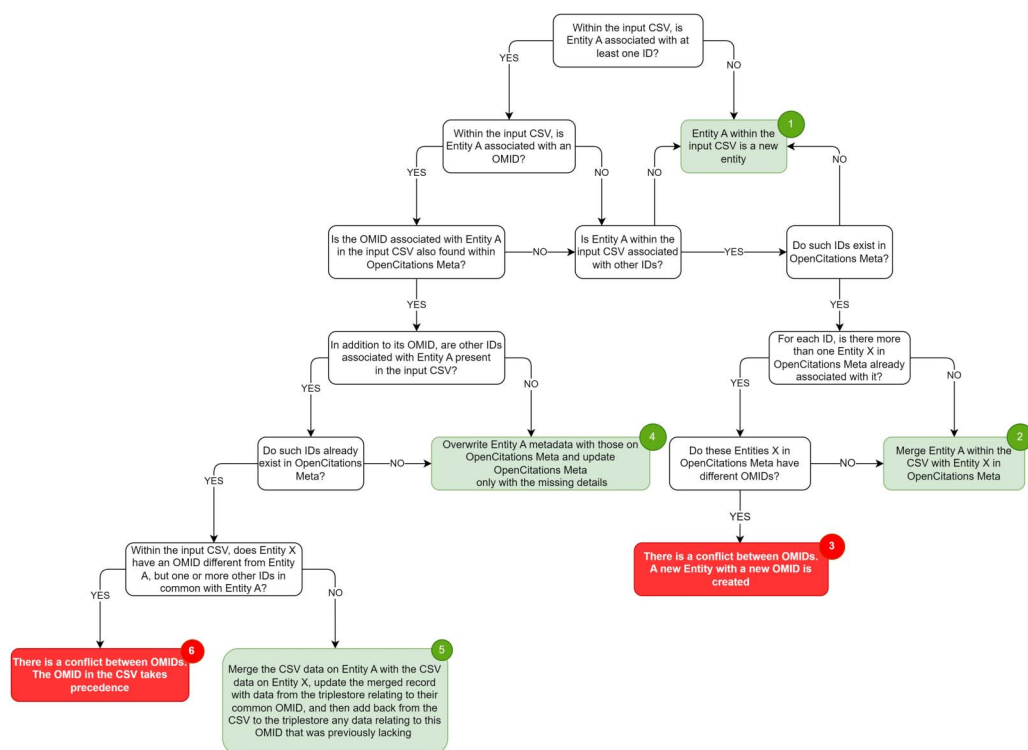 Within the input CSV, is
Entity A associated with at
least one ID?
YES
NO
1
Within the input CSV, is
Entity A associated with an
OMID?
Entity A within the
input CSV is a new
entity
YES
NO
NO
NO
Is the OMID associated with Entity A
in the input CSV also found within
OpenCitations Meta?
NO
Is Entity A within the
input CSV associated
with other IDs?
YES
Do such IDs exist in
OpenCitations Meta?
YES
YES
In addition to its OMID, are other IDs
associated with Entity A present
in the input CSV?
For each ID, is there more
than one Entity X in
OpenCitations Meta already
associated with it?
YES
NO
YES
NO
Do such IDs already
exist in OpenCitations
Meta?
NO
4
Overwrite Entity A metadata with those on
OpenCitations Meta and update
OpenCitations Meta
only with the missing details
Do these Entities X in
OpenCitations Meta have
different OMIDs?
NO
2
Merge Entity A within the
CSV with Entity X in
OpenCitations Meta
YES
YES
Within the input CSV, does Entity X
have an OMID different from Entity
A, but one or more other IDs in
common with Entity A?
3
There is a conflict between OMIDs.
A new Entity with a new OMID is
created
YES
NO
6
There is a conflict between OMIDs.
The OMID in the CSV takes
precedence
5
Merge the CSV data on Entity A with the CSV
data on Entity X, update the merged record
with data from the triplestore relating to their
common OMID, and then add back from the
CSV to the triplestore any data relating to this
OMID that was previously lacking